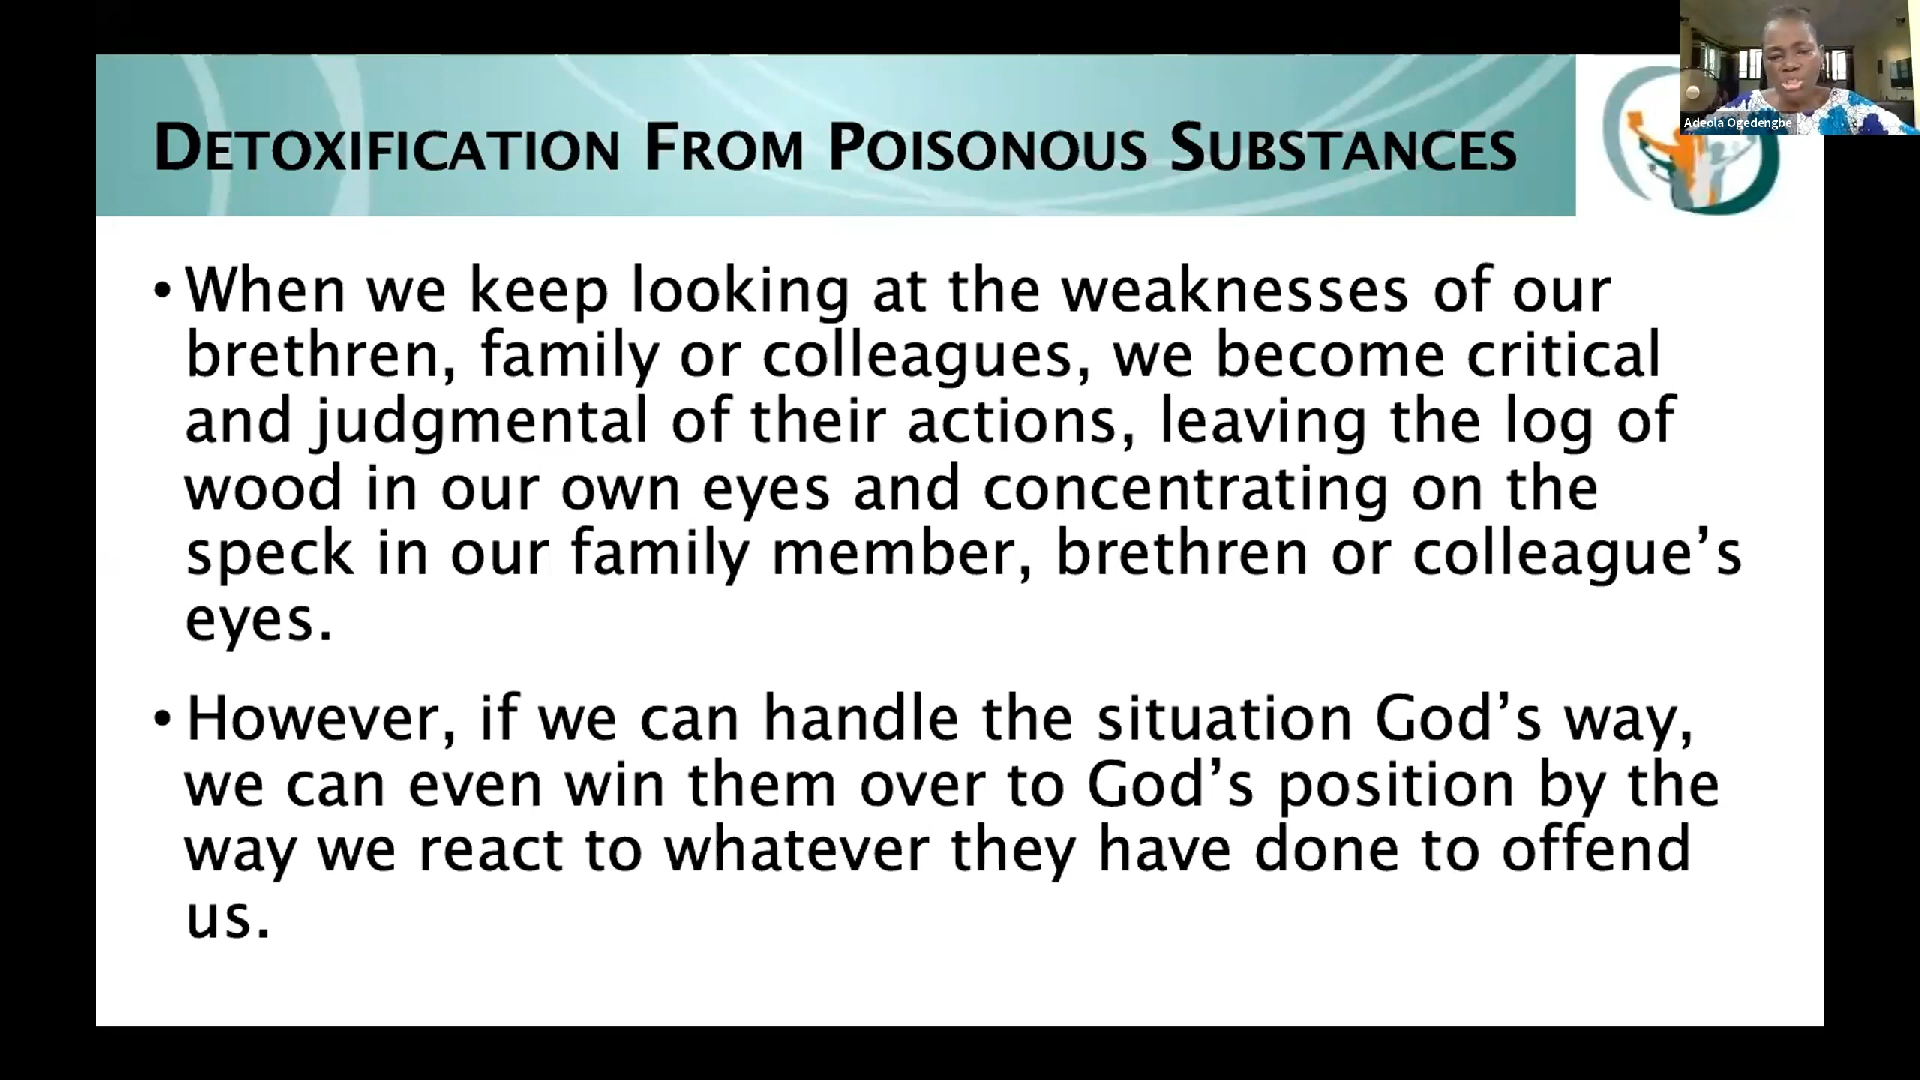 DETOXIFICATION FROM POISONOUS SUBSTANCES
Adeola Ogedengbe
• When we keep looking at the weaknesses of our
brethren, family or colleagues, we become critical
and judgmental of their actions, leaving the log of
wood in our own eyes and concentrating on the
speck in our family member, brethren or colleague’s
eyes.
• However, if we can handle the situation God’s way,
we can even win them over to God’s position by the
way we react to whatever they have done to offend
us.